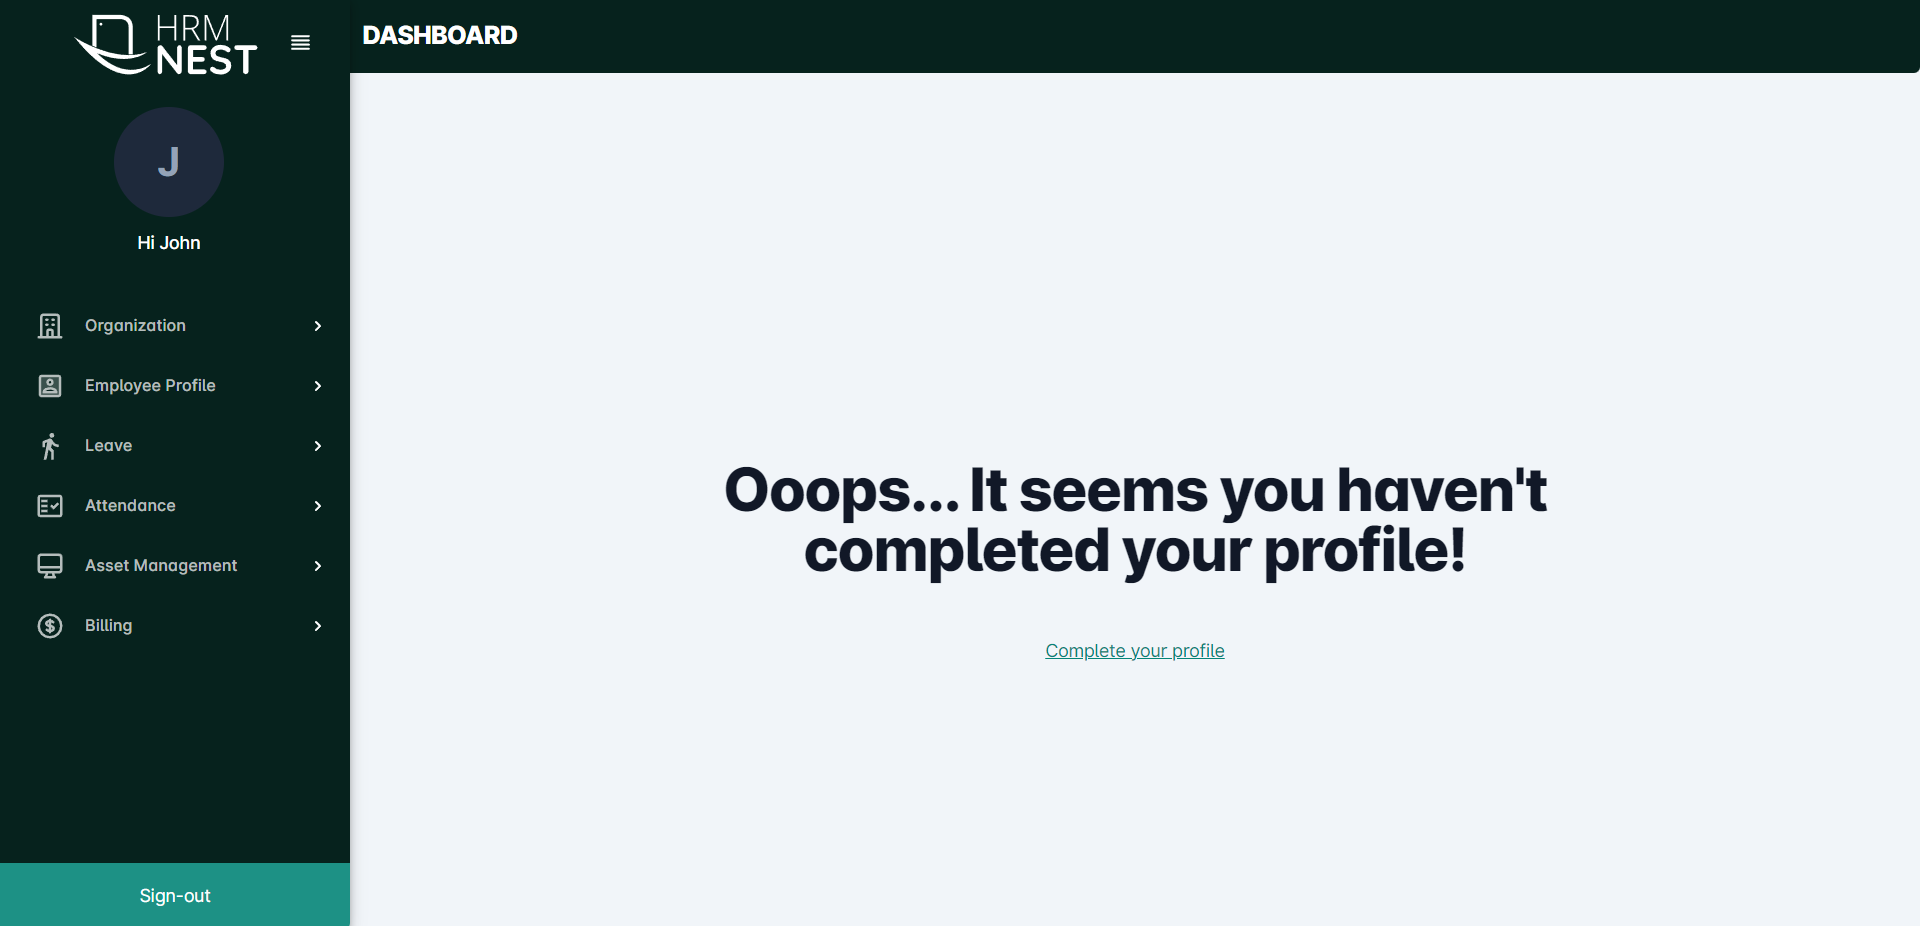 HRM
NEST
DASHBOARD
J
Hi John
Organization
Employee Profile
Leave
Attendance
Asset Management
Billing
Sign-out
Ooops... It seems you haven't
completed your profile!
Complete your profile